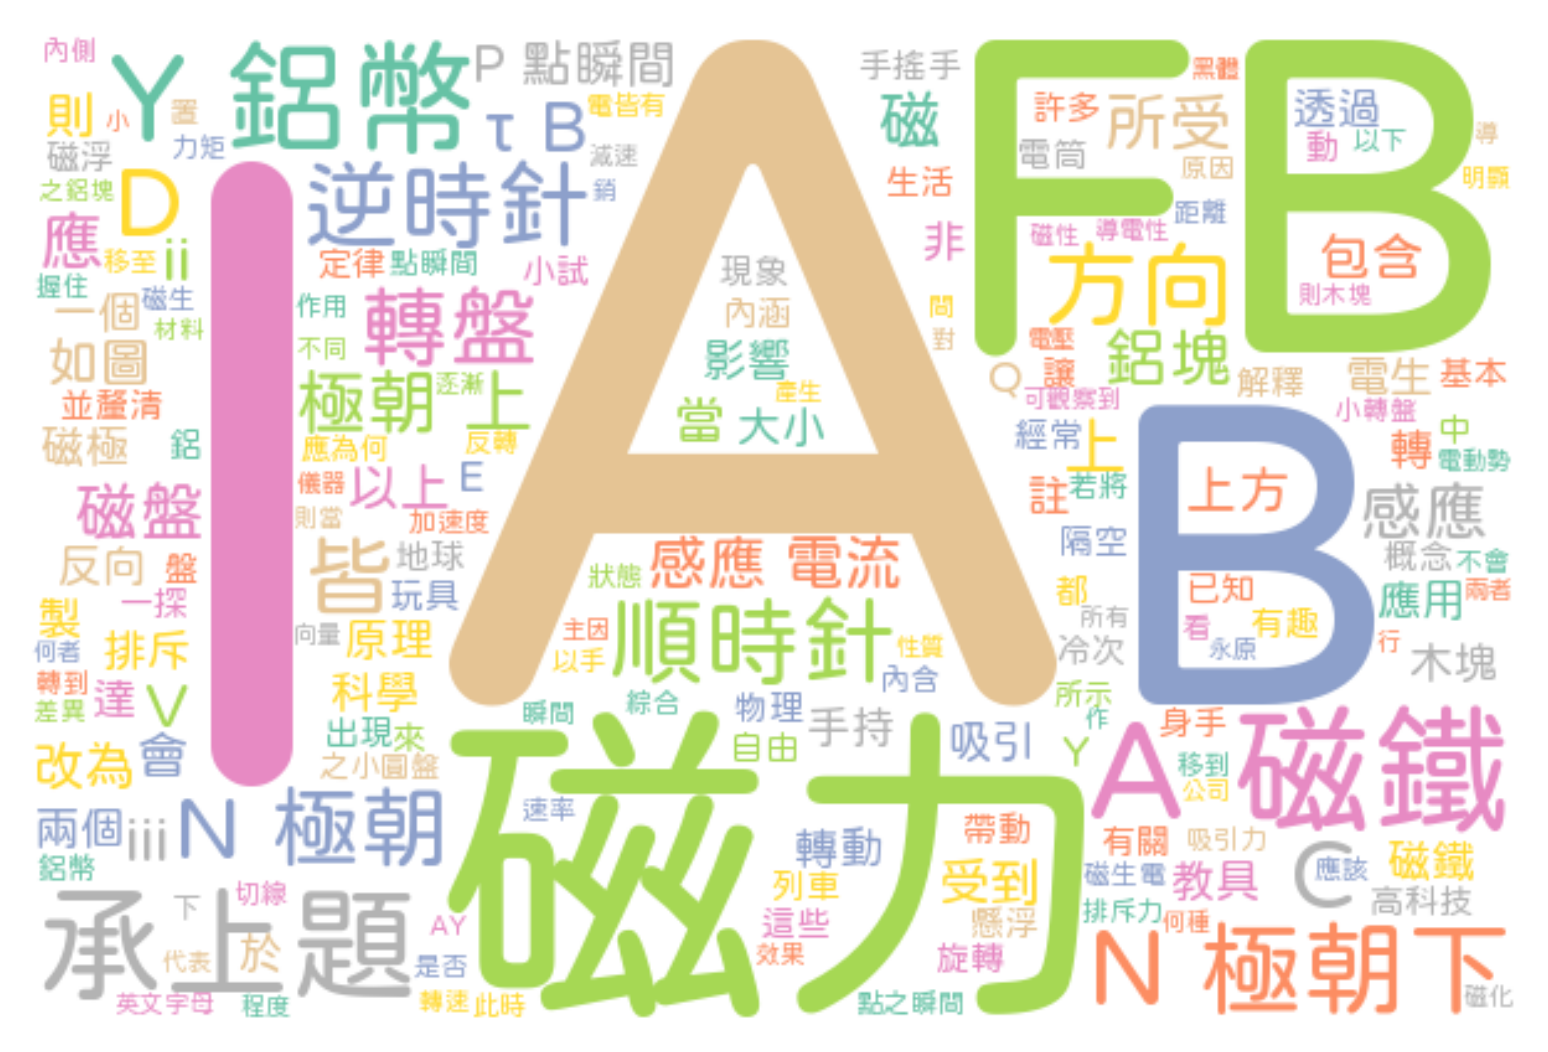 內側
Y 鋁幣
P 點瞬間
手搖手
F
B
黑體
則
小
置
力矩
τ B
電皆有
減速
磁
許多
所受
透過
動
以下
導
磁浮
電筒
原因
之鋁塊
D
I
逆時針
銷
A
生活
明顯
距離
應
移至
ii
定律
點瞬間
小試
非
磁性
導電性
包含
握住
一個
磁生
材料
作用
轉盤
現象
內涵
間
方向
則木塊
如圖
不同
影響
對
電壓
鋁塊
並釐清
極朝上
逐漸
產生
Q
讓
解釋
電生
基本
磁極
鋁
應為何
反轉
當
大小
可觀察到
小轉盤
經常
上
B
轉
中
電動勢
磁盤
儀器
以上
E
則當
加速度
註
若將
上方
感應
反向
盤
皆
地球
感應 電流
隔空
概念
不會
製
一探
玩具
狀態
都
已知
應用
兩者
何者
排斥
向量
原理
主因
順時針
性質
所有
看
有趣
行
以手
冷次
永原
木塊
轉到
達
V
差異
科學
瞬間
綜合
物理
內含
所示
作
改為
會
出現
來
自由
手持
吸引
Y
A
身手
磁鐵
之小圓盤
移到
公司
兩個
iii
N 極朝
磁力
速率
轉動
帶動
有關
吸引力
鋁幣
列車
受到
磁生電
教具
C
應該
磁鐵
承上題
下
切線
AY
這些
懸浮
排斥力
何種
高科技
代表
於
是否
效果
旋轉
N 極朝下
英文字母
程度
轉速
此時
點之瞬間
磁化